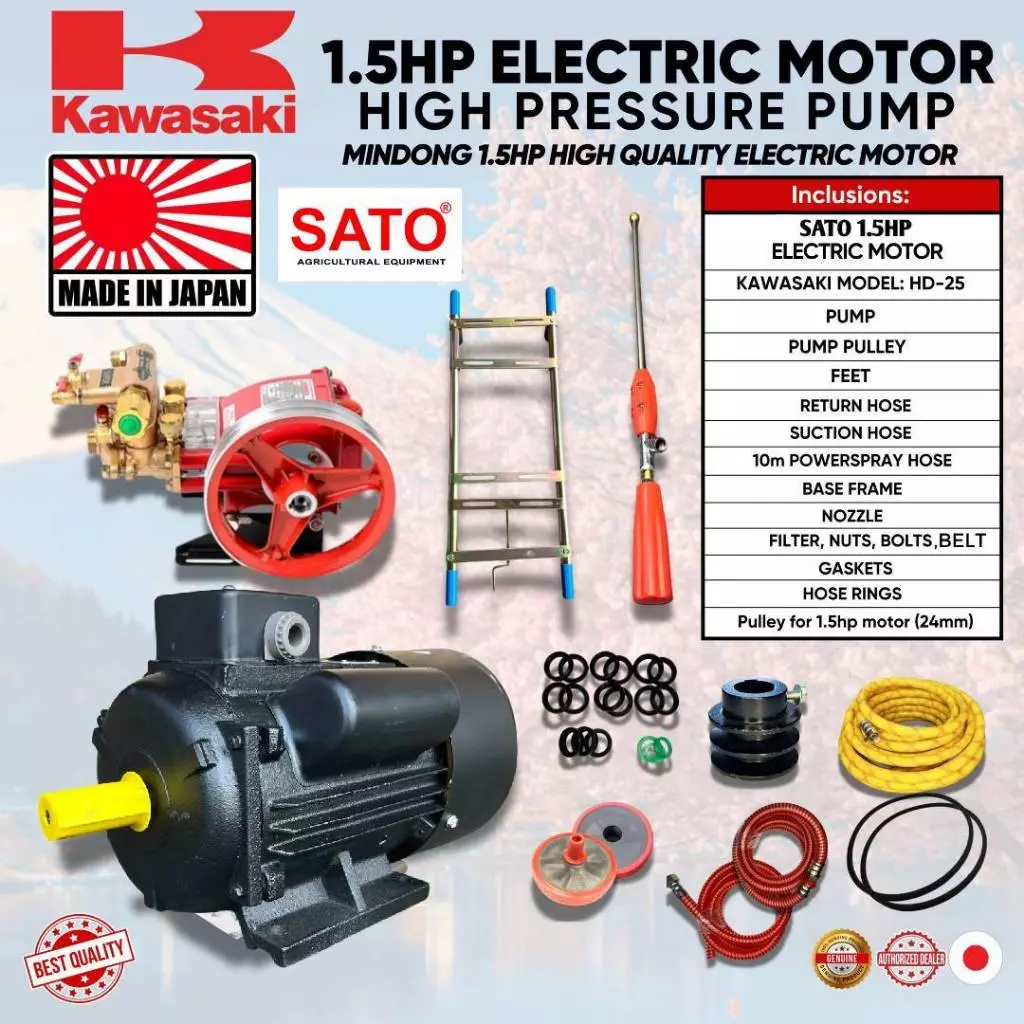 Kawasaki
1.5HP ELECTRIC MOTOR
HIGH PRESSURE PUMP
MINDONG 1.5HP HIGH QUALITY ELECTRIC MOTOR
MADE IN JAPAN
SATO®
AGRICULTURAL EQUIPMENT
Inclusions:
SATO 1.5HP
ELECTRIC MOTOR
KAWASAKI MODEL: HD-25
PUMP
PUMP PULLEY
FEET
RETURN HOSE
SUCTION HOSE
10m POWERSPRAY HOSE
BASE FRAME
NOZZLE
FILTER, NUTS, BOLTS,BELT
GASKETS
HOSE RINGS
Pulley for 1.5hp motor (24mm)
BEST QUALITY
GENUINE
AUTHORIZED DEALER